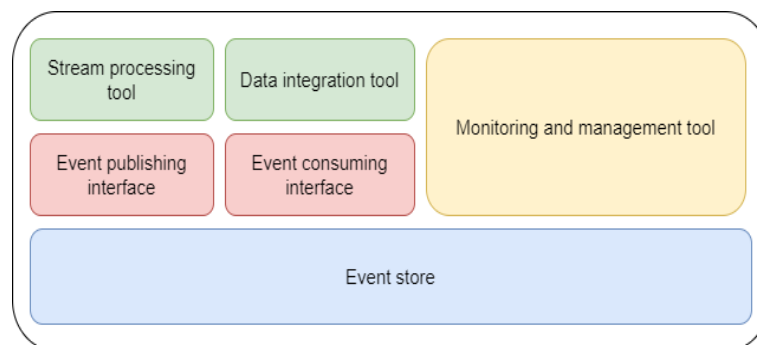 Stream processing
tool
Data integration tool
Monitoring and management tool
Event publishing
interface
Event consuming
interface
Event store